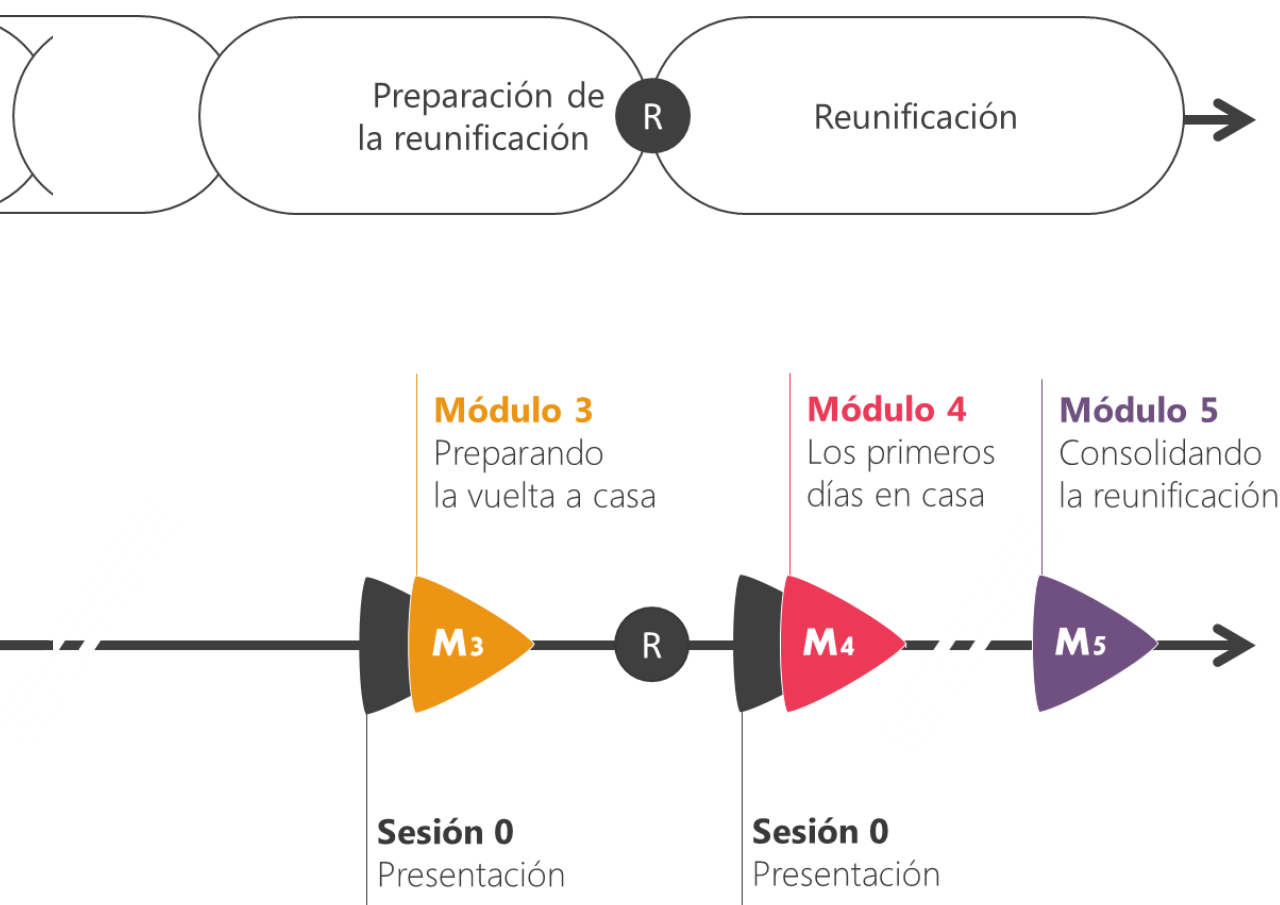 Preparación de
la reunificación
R
Reunificación
Módulo 3
Preparando
la vuelta a casa
Módulo 4
Los primeros
días en casa
Módulo 5
Consolidando
la reunificación
M3
R
M4
M5
Sesión 0
Presentación
Sesión 0
Presentación